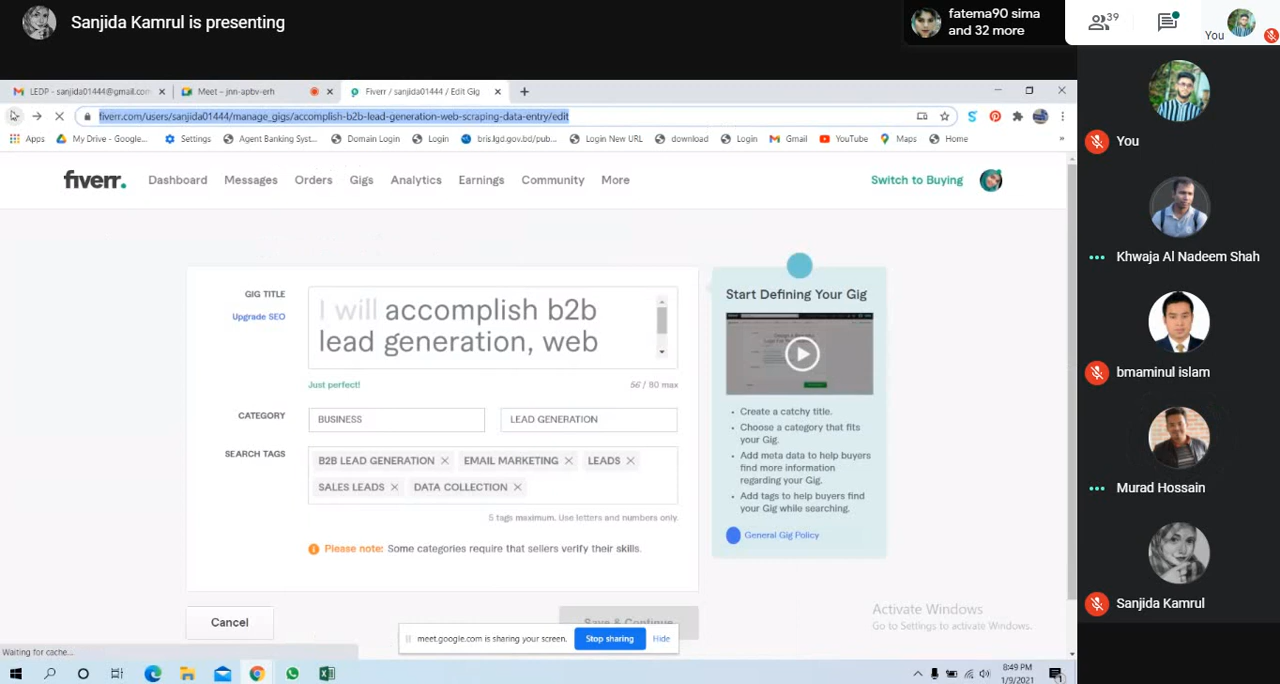 Sanjida Kamrul is presenting
fatema90 sima
and 32 more
39
You
LEDP - sanjida01444@gmail.com
Meet – jnn-apbv-erh
Fiverr / sanjida01444 / Edit Gig
fiverr.com/users/sanjida01444/manage_gigs/accomplish-b2b-lead-generation-web-scraping-data-entry/edit
Apps
My Drive - Google...
Settings
Agent Banking Syst...
Domain Login
Login
bris.lgd.gov.bd/pub...
Login New URL
download
Login
Gmail
YouTube
Maps
Home
fiverr.
Dashboard
Messages
Orders
Gigs
Analytics
Earnings
Community
More
Switch to Buying
GIG TITLE
Upgrade SEO
I will accomplish b2b
lead generation, web
Just perfect!
56 / 80 max
CATEGORY
BUSINESS
LEAD GENERATION
SEARCH TAGS
B2B LEAD GENERATION
EMAIL MARKETING
LEADS
SALES LEADS
DATA COLLECTION
5 tags maximum. Use letters and numbers only.
Please note: Some categories require that sellers verify their skills.
Cancel
Save & Continue
Start Defining Your Gig
• Create a catchy title.
• Choose a category that fits
your Gig.
• Add meta data to help buyers
find more information
regarding your Gig.
• Add tags to help buyers find
your Gig while searching.
General Gig Policy
Activate Windows
Go to Settings to activate Windows.
meet.google.com is sharing your screen.
Stop sharing
Hide
Waiting for cache...
8:49 PM
1/9/2021
You
Khwaja Al Nadeem Shah
bmaminul islam
Murad Hossain
Sanjida Kamrul